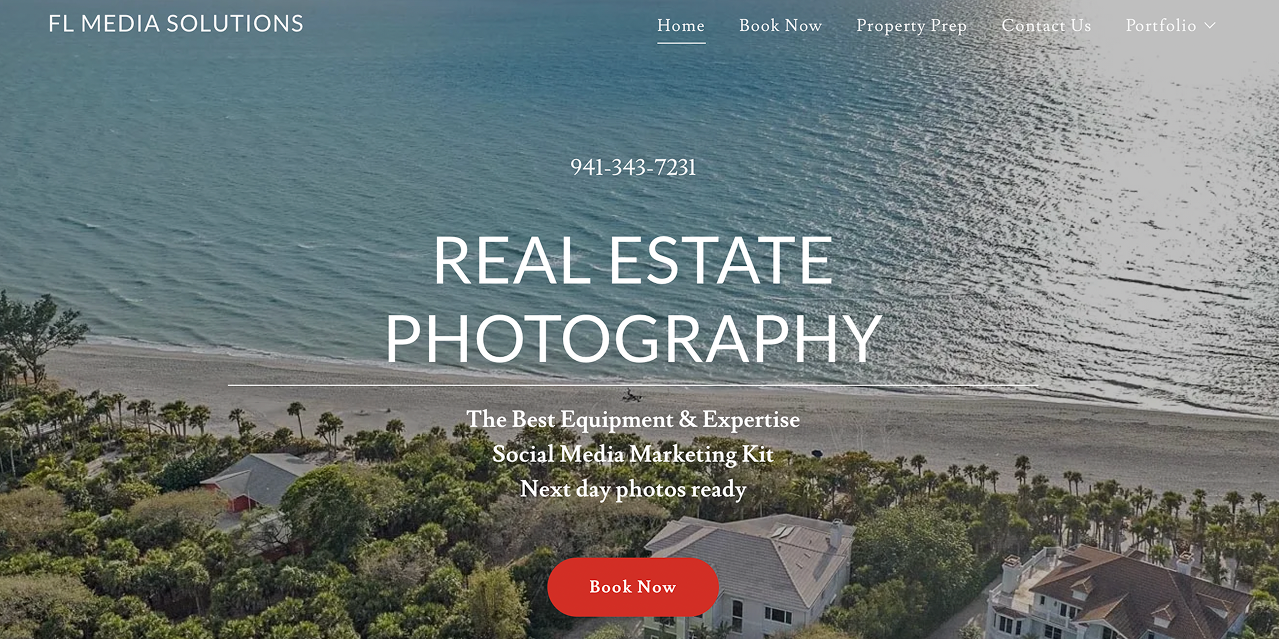 FL MEDIA SOLUTIONS
Home Book Now Property Prep Contact Us Portfolio
941-343-7231
REAL ESTATE
PHOTOGRAPHY
The Best Equipment & Expertise
Social Media Marketing Kit
Next day photos ready
Book Now